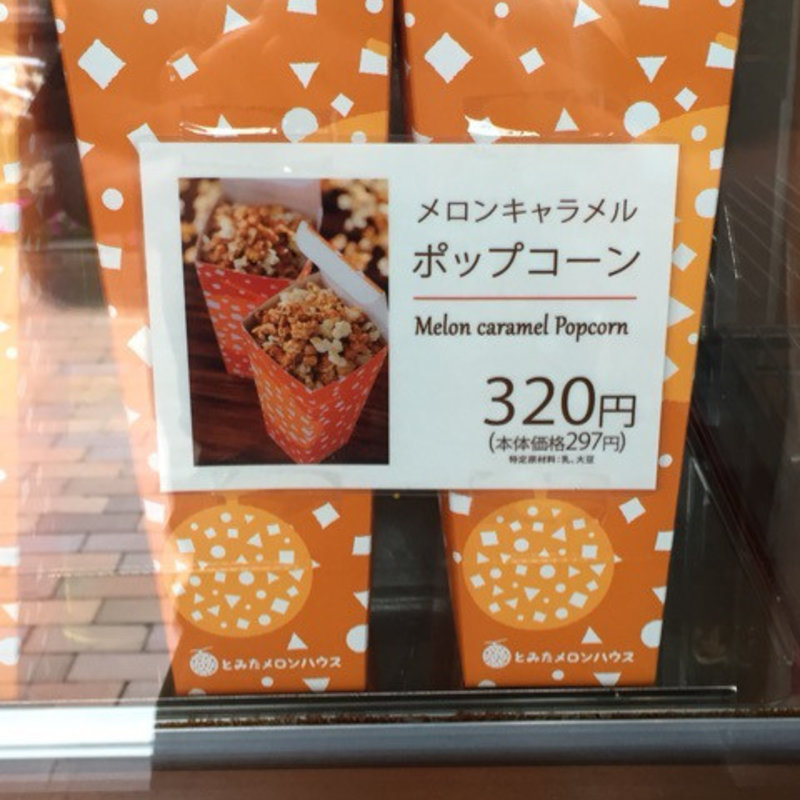 メロンキャラメル
ポップコーン
Melon caramel Popcorn
320円
(本体価格297円)
特定原材料:乳、大豆
とみたメロンハウス
とみたメロンハウス